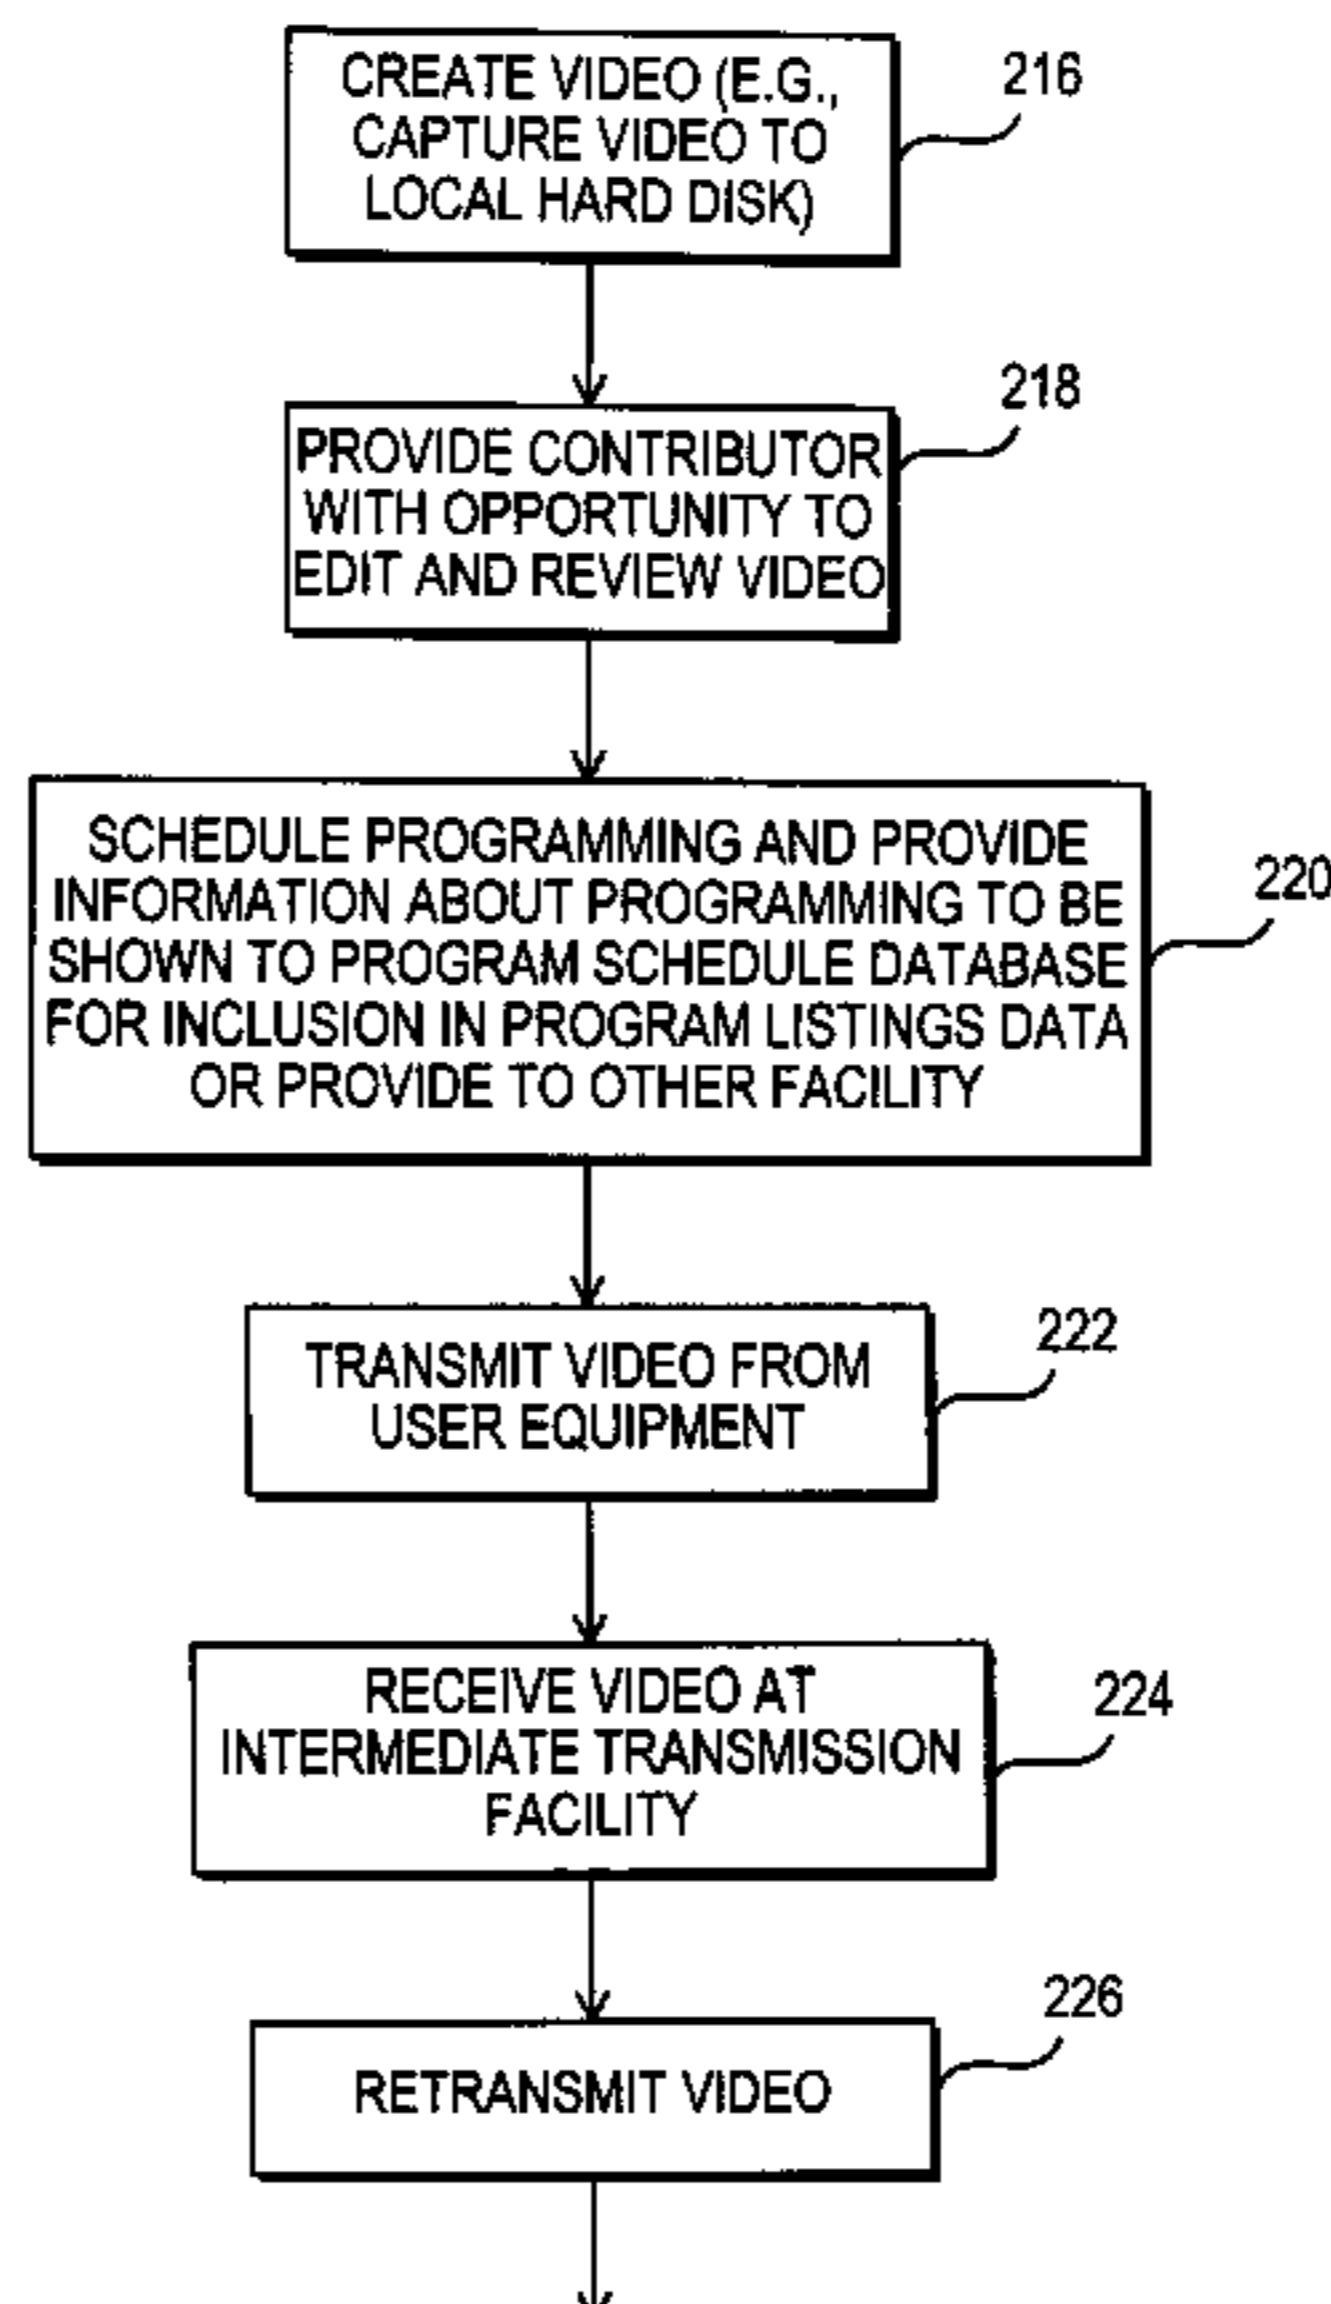 CREATE VIDEO (E.G.,
CAPTURE VIDEO TO
LOCAL HARD DISK)
216
PROVIDE CONTRIBUTOR
WITH OPPORTUNITY TO
EDIT AND REVIEW VIDEO
218
SCHEDULE PROGRAMMING AND PROVIDE
INFORMATION ABOUT PROGRAMMING TO BE
SHOWN TO PROGRAM SCHEDULE DATABASE
FOR INCLUSION IN PROGRAM LISTINGS DATA
OR PROVIDE TO OTHER FACILITY
220
TRANSMIT VIDEO FROM
USER EQUIPMENT
222
RECEIVE VIDEO AT
INTERMEDIATE TRANSMISSION
FACILITY
224
RETRANSMIT VIDEO
226